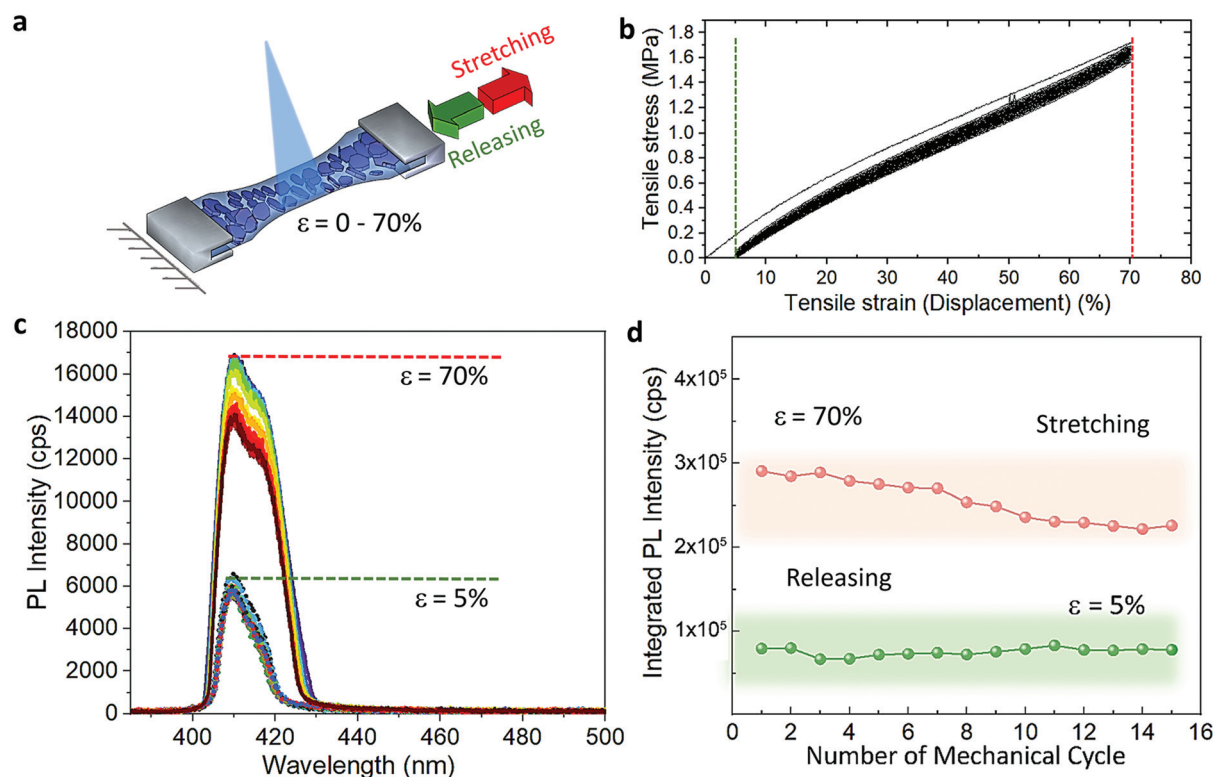 a
Stretching
Releasing
ε = 0 - 70%
b
Tensile stress (MPa)
1.8
1.6
1.4
1.2
1.0
0.8
0.6
0.4
0.2
0.0
0 10 20 30 40 50 60 70 80
Tensile strain (Displacement) (%)
c
PL Intensity (cps)
18000
16000
14000
12000
10000
8000
6000
4000
2000
0
ε = 70%
ε = 5%
400 420 440 460 480 500
Wavelength (nm)
d
Integrated PL Intensity (cps)
4x10⁵
3x10⁵
2x10⁵
1x10⁵
ε = 70%
Stretching
Releasing
ε = 5%
0 2 4 6 8 10 12 14 16
Number of Mechanical Cycle